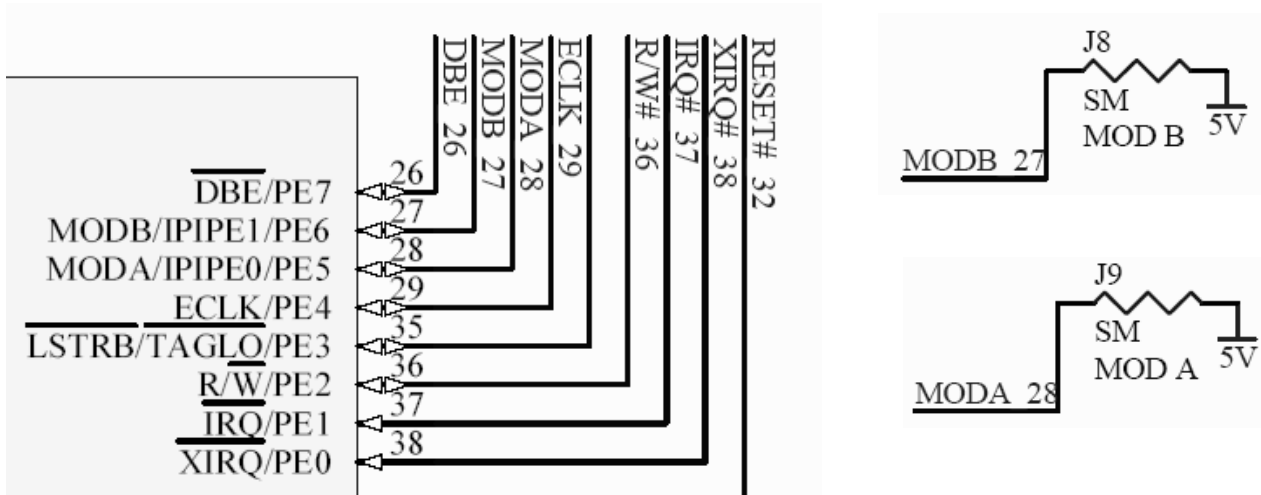 DBE 26
MODB 27
MODA 28
ECLK 29
R/W# 36
IRQ# 37
XIRQ# 38
RESET# 32
DBE/PE7 26
MODB/IPIPE1/PE6 27
MODA/IPIPE0/PE5 28
ECLK/PE4 29
LSTRB/TAGLO/PE3 35
R/W/PE2 36
IRQ/PE1 37
XIRQ/PE0 38
J8
SM
MOD B
5V
MODB 27
J9
SM
MOD A
5V
MODA 28